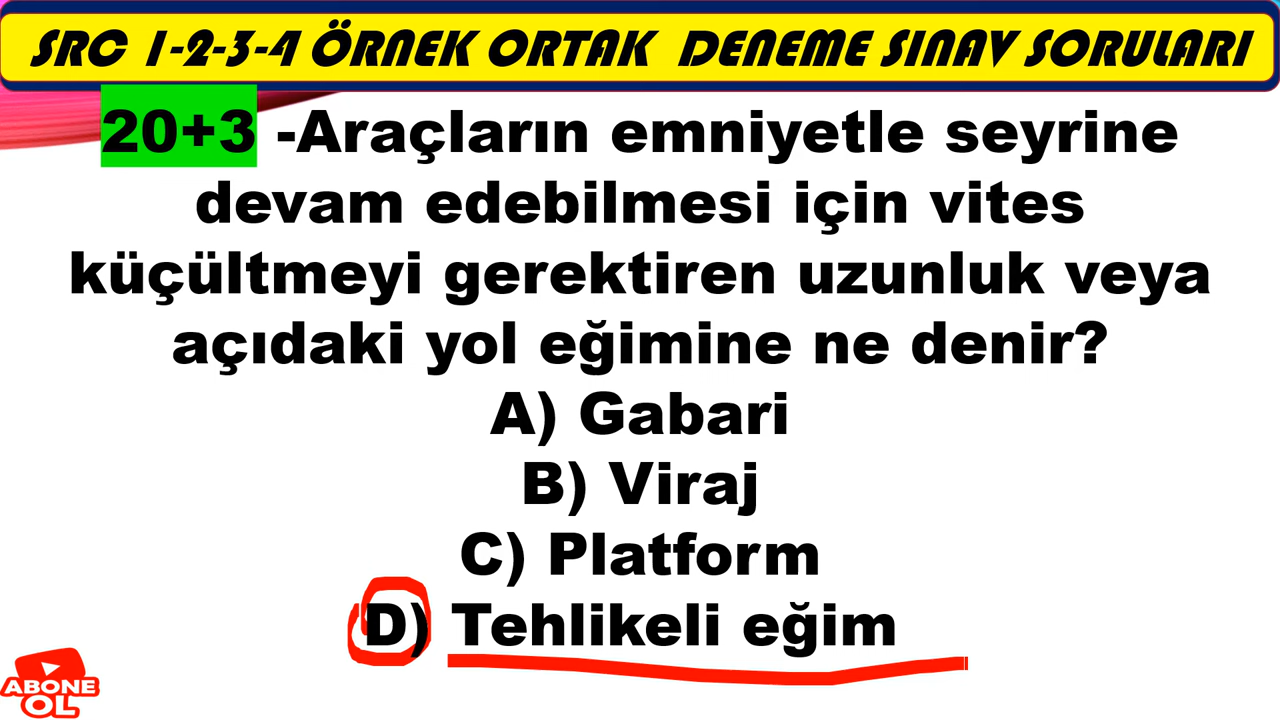 SRC 1-2-3-4 ÖRNEK ORTAK DENEME SINAV SORULARI
20+3 -Araçların emniyetle seyrine
devam edebilmesi için vites
küçültmeyi gerektiren uzunluk veya
açıdaki yol eğimine ne denir?
A) Gabari
B) Viraj
C) Platform
D) Tehlikeli eğim
ABONE
OL